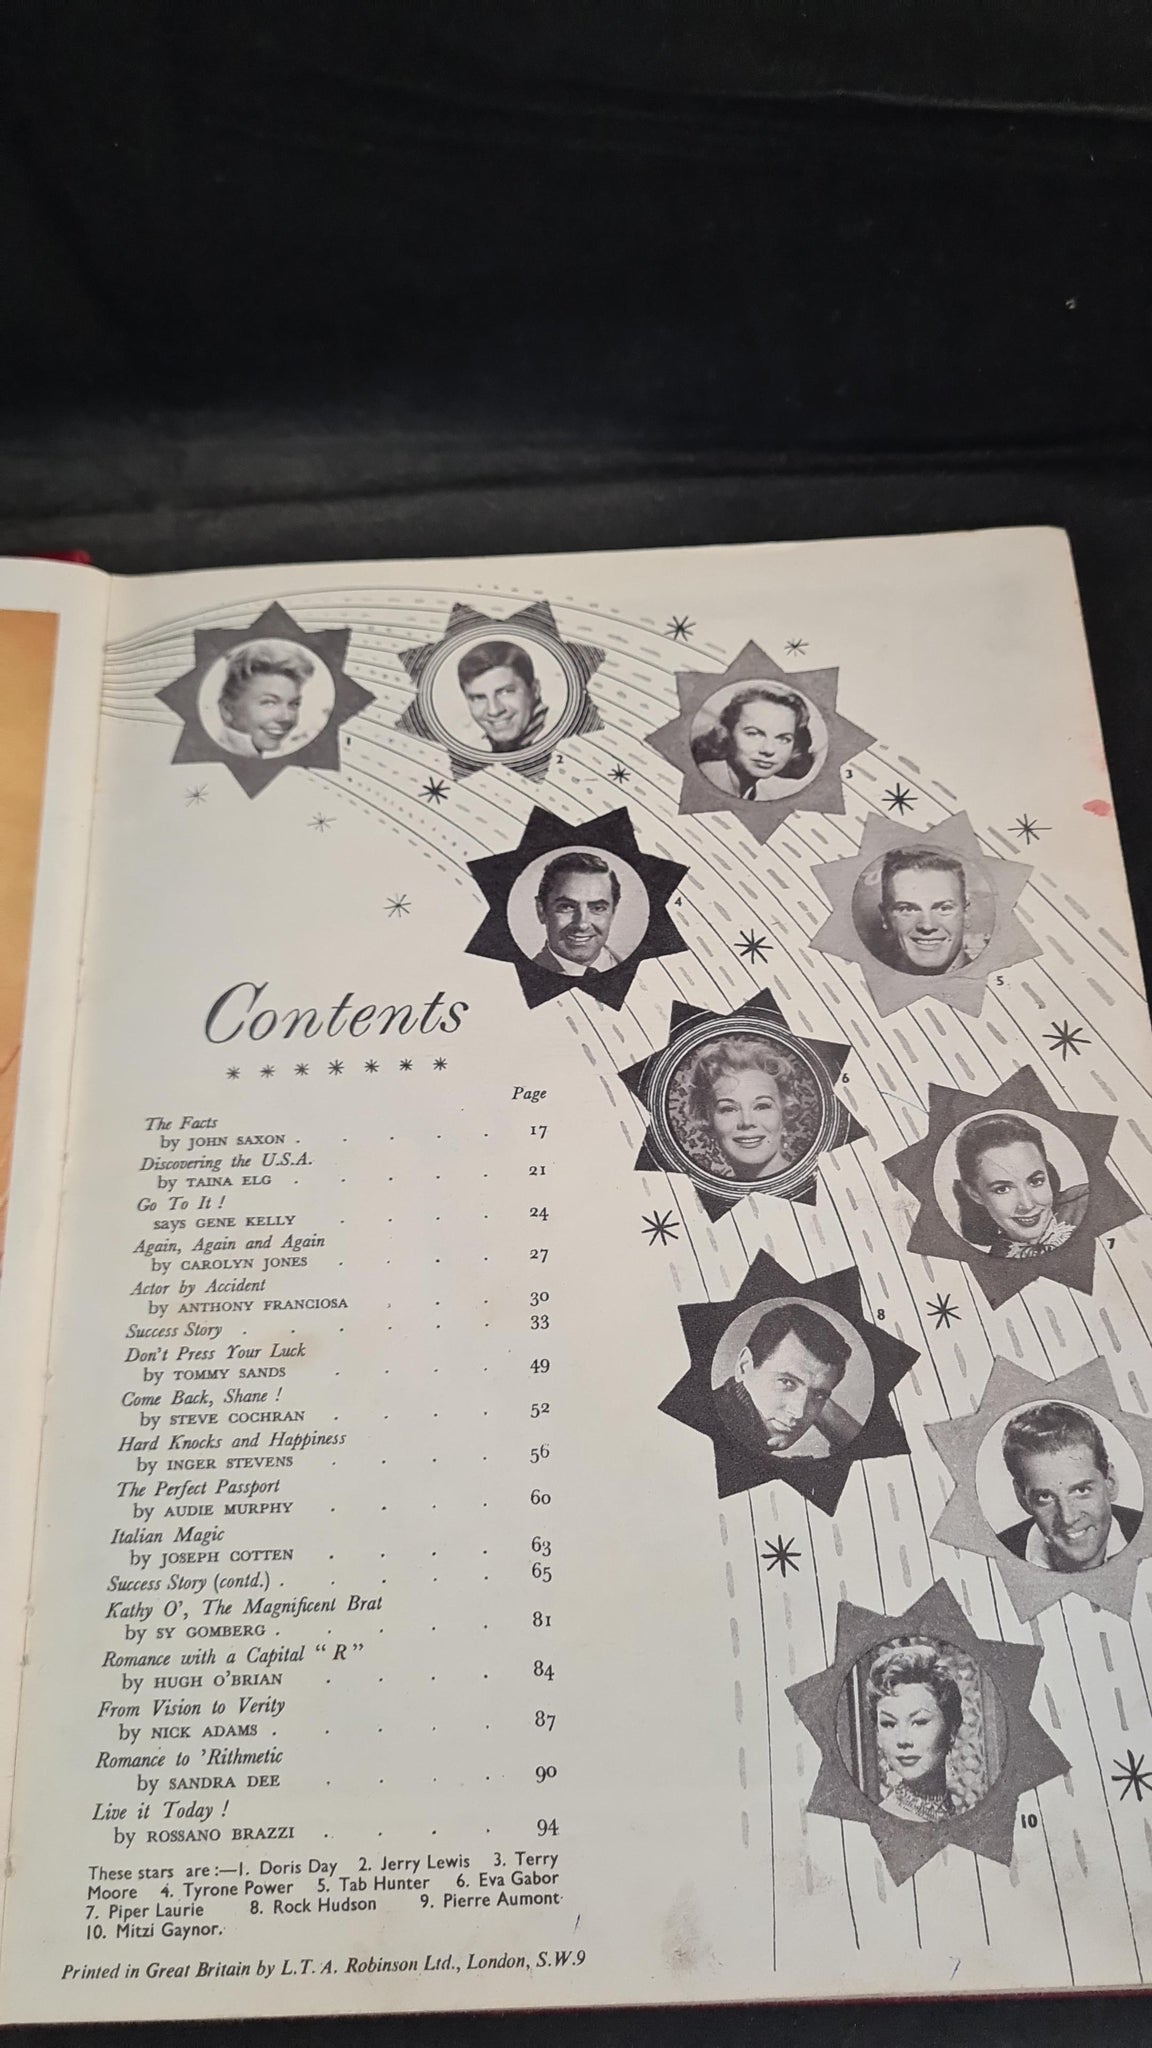 1
2
3
4
5
6
7
8
10
Contents
* * * * * * *
Page
The Facts
by JOHN SAXON . . . . . 17
Discovering the U.S.A.
by TAINA ELG . . . . . 21
Go To It !
says GENE KELLY . . . . 24
Again, Again and Again
by CAROLYN JONES . . . . 27
Actor by Accident
by ANTHONY FRANCIOSA . . . 30
Success Story . . . . . . 33
Don't Press Your Luck
by TOMMY SANDS . . . . 49
Come Back, Shane !
by STEVE COCHRAN . . . . 52
Hard Knocks and Happiness
by INGER STEVENS . . . . 56
The Perfect Passport
by AUDIE MURPHY . . . . 60
Italian Magic
by JOSEPH COTTEN . . . . 63
Success Story (contd.) . . . . . 65
Kathy O', The Magnificent Brat
by SY GOMBERG . . . . . 81
Romance with a Capital “ R ”
by HUGH O'BRIAN . . . . 84
From Vision to Verity
by NICK ADAMS . . . . . 87
Romance to 'Rithmetic
by SANDRA DEE . . . . 90
Live it Today !
by ROSSANO BRAZZI . . . . 94
These stars are :—1. Doris Day 2. Jerry Lewis 3. Terry
Moore 4. Tyrone Power 5. Tab Hunter 6. Eva Gabor
7. Piper Laurie 8. Rock Hudson 9. Pierre Aumont
10. Mitzi Gaynor.
Printed in Great Britain by L.T.A. Robinson Ltd., London, S.W.9